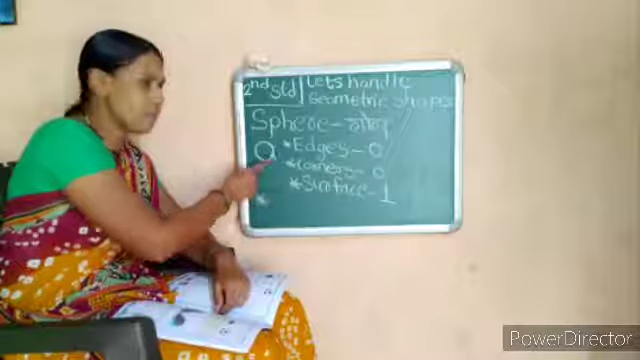 2nd Std Lets handle
Geometric shapes
Sphere - गोल
* Edges - 0
* Corners - 0
* Surface - 1
*
PowerDirector